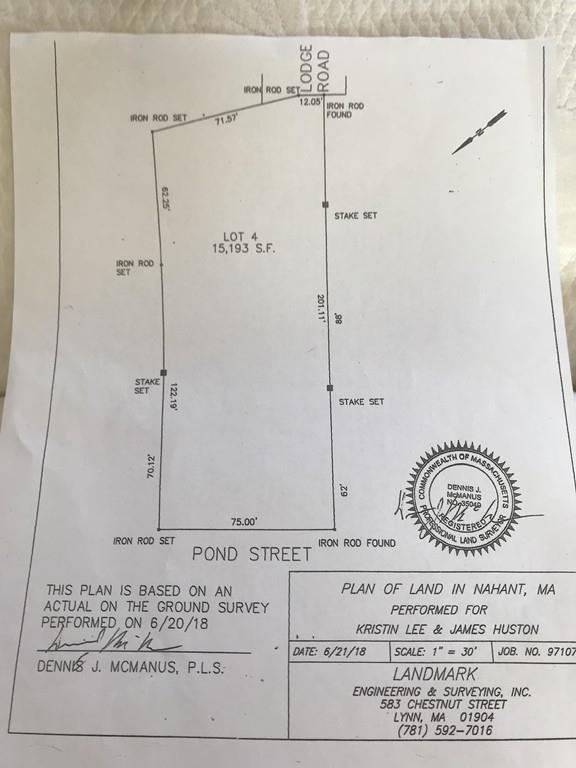 LODGE
ROAD
IRON ROD SET
12.05'
IRON ROD
FOUND
IRON ROD SET
71.57'
62.25'
STAKE SET
LOT 4
15,193 S.F.
IRON ROD
SET
201.11'
88'
STAKE
SET
122.19'
STAKE SET
70.12'
62'
75.00'
IRON ROD SET
IRON ROD FOUND
POND STREET
COMMONWEALTH OF MASSACHUSETTS
DENNIS J.
McMANUS
NO. 35040
REGISTERED
PROFESSIONAL LAND SURVEYOR
THIS PLAN IS BASED ON AN
ACTUAL ON THE GROUND SURVEY
PERFORMED ON 6/20/18
DENNIS J. MCMANUS, P.L.S.
PLAN OF LAND IN NAHANT, MA
PERFORMED FOR
KRISTIN LEE & JAMES HUSTON
DATE: 6/21/18 SCALE: 1" = 30' JOB. NO. 97107
LANDMARK
ENGINEERING & SURVEYING, INC.
583 CHESTNUT STREET
LYNN, MA 01904
(781) 592-7016